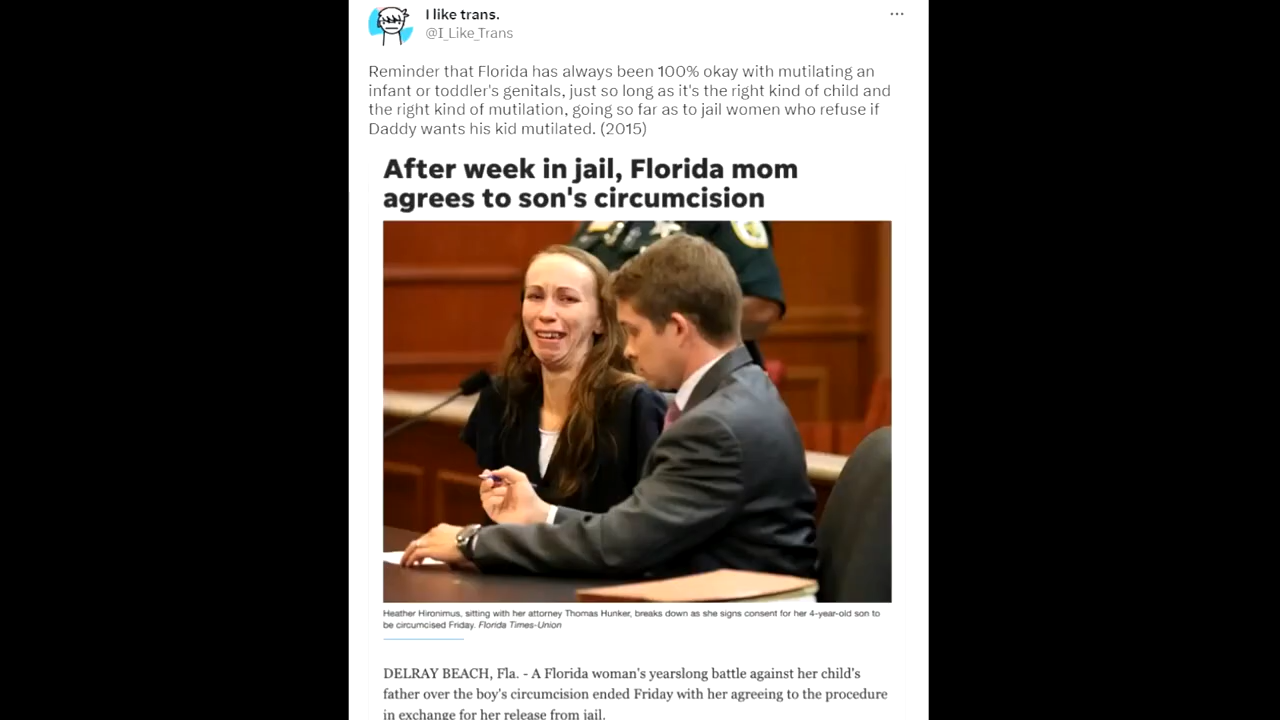 I like trans.
@I_Like_Trans
Reminder that Florida has always been 100% okay with mutilating an
infant or toddler's genitals, just so long as it's the right kind of child and
the right kind of mutilation, going so far as to jail women who refuse if
Daddy wants his kid mutilated. (2015)
After week in jail, Florida mom
agrees to son's circumcision
Heather Hironimus, sitting with her attorney Thomas Hunker, breaks down as she signs consent for her 4-year-old son to
be circumcised Friday. Florida Times-Union
DELRAY BEACH, Fla. - A Florida woman's yearslong battle against her child's
father over the boy's circumcision ended Friday with her agreeing to the procedure
in exchange for her release from jail.